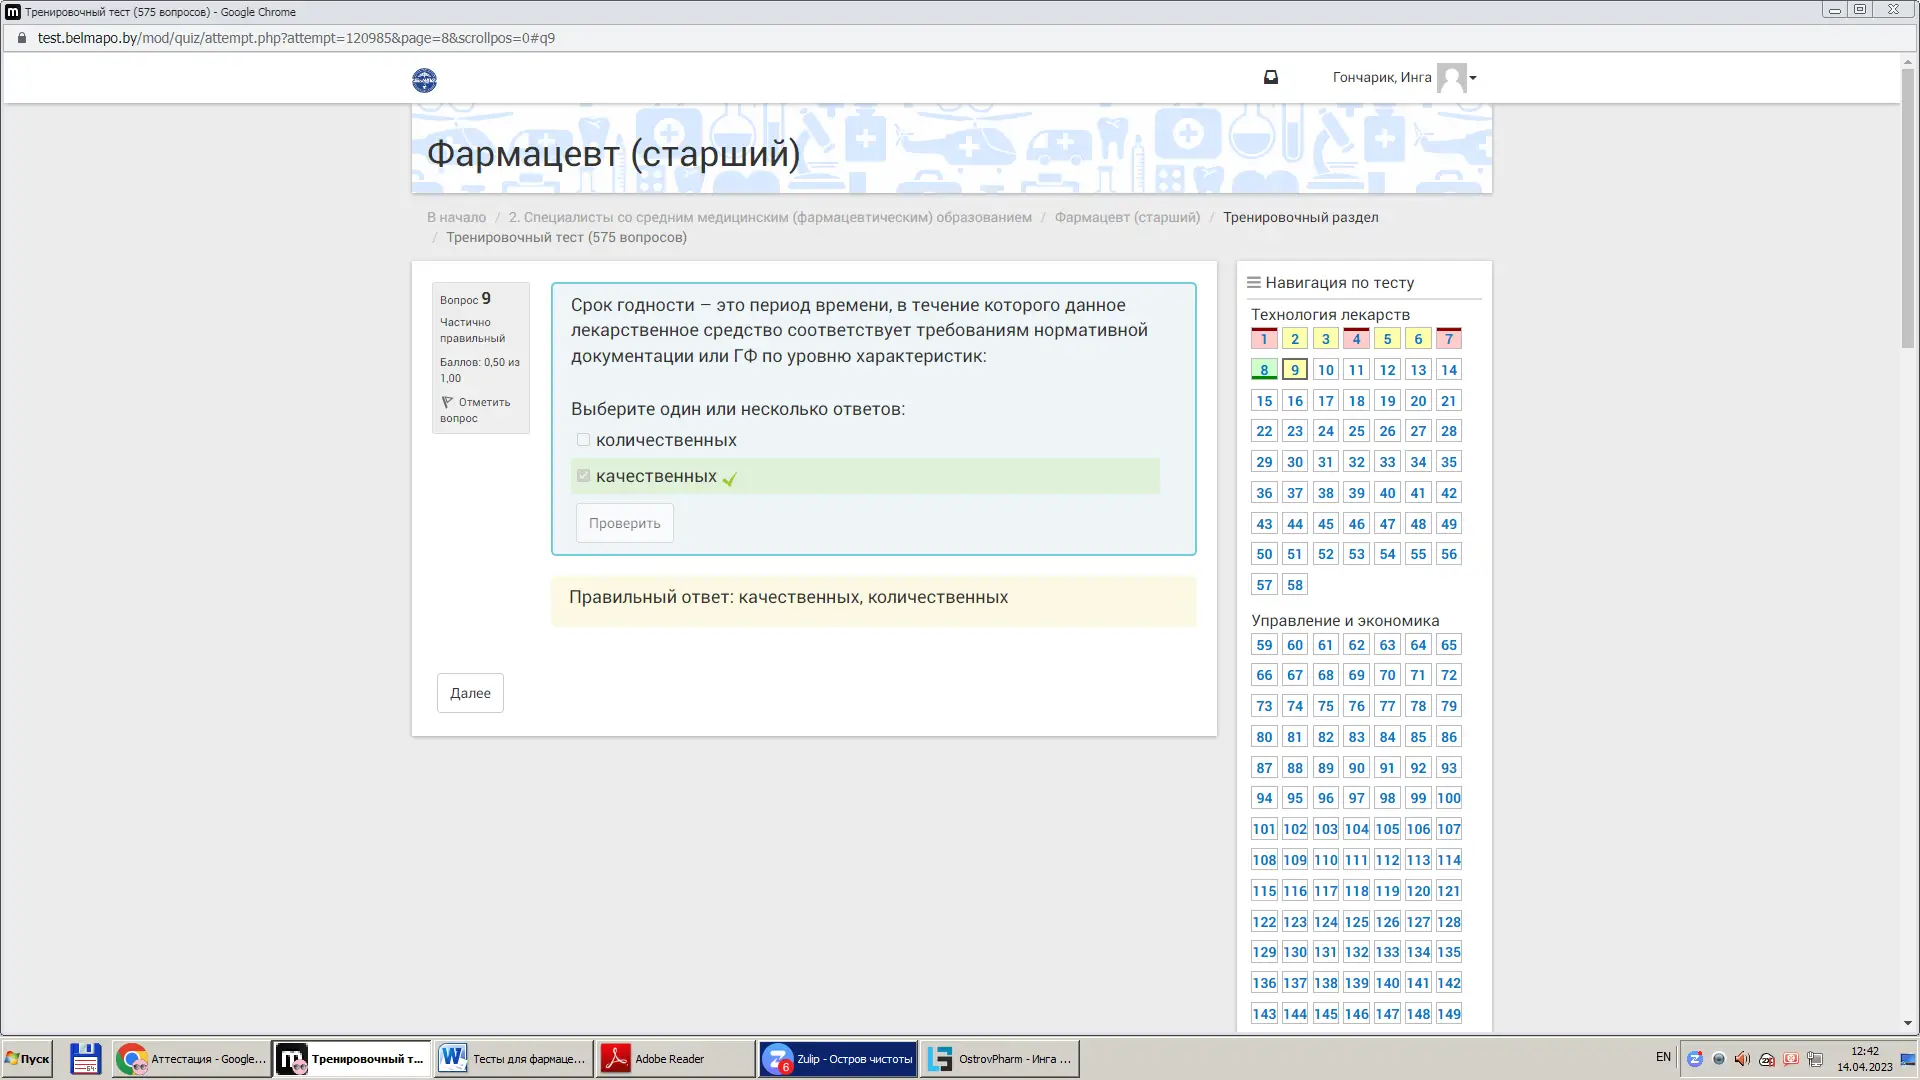 Тренировочный тест (575 вопросов) - Google Chrome
test.belmapo.by/mod/quiz/attempt.php?attempt=120985&page=8&scrollpos=0#q9
Гончарик, Инга
Фармацевт (старший)
В начало / 2. Специалисты со средним медицинским (фармацевтическим) образованием / Фармацевт (старший) / Тренировочный раздел
/ Тренировочный тест (575 вопросов)
Вопрос 9
Частично
правильный
Баллов: 0,50 из
1,00
Отметить
вопрос
Срок годности – это период времени, в течение которого данное
лекарственное средство соответствует требованиям нормативной
документации или ГФ по уровню характеристик:
Выберите один или несколько ответов:
количественных
качественных
Проверить
Правильный ответ: качественных, количественных
Далее
Навигация по тесту
Технология лекарств
1 2 3 4 5 6 7
8 9 10 11 12 13 14
15 16 17 18 19 20 21
22 23 24 25 26 27 28
29 30 31 32 33 34 35
36 37 38 39 40 41 42
43 44 45 46 47 48 49
50 51 52 53 54 55 56
57 58
Управление и экономика
59 60 61 62 63 64 65
66 67 68 69 70 71 72
73 74 75 76 77 78 79
80 81 82 83 84 85 86
87 88 89 90 91 92 93
94 95 96 97 98 99 100
101 102 103 104 105 106 107
108 109 110 111 112 113 114
115 116 117 118 119 120 121
122 123 124 125 126 127 128
129 130 131 132 133 134 135
136 137 138 139 140 141 142
143 144 145 146 147 148 149
Пуск
Аттестация - Google...
Тренировочный т...
Тесты для фармаце...
Adobe Reader
Zulip - Остров чистоты
OstrovPharm - Инга ...
EN
12:42
14.04.2023